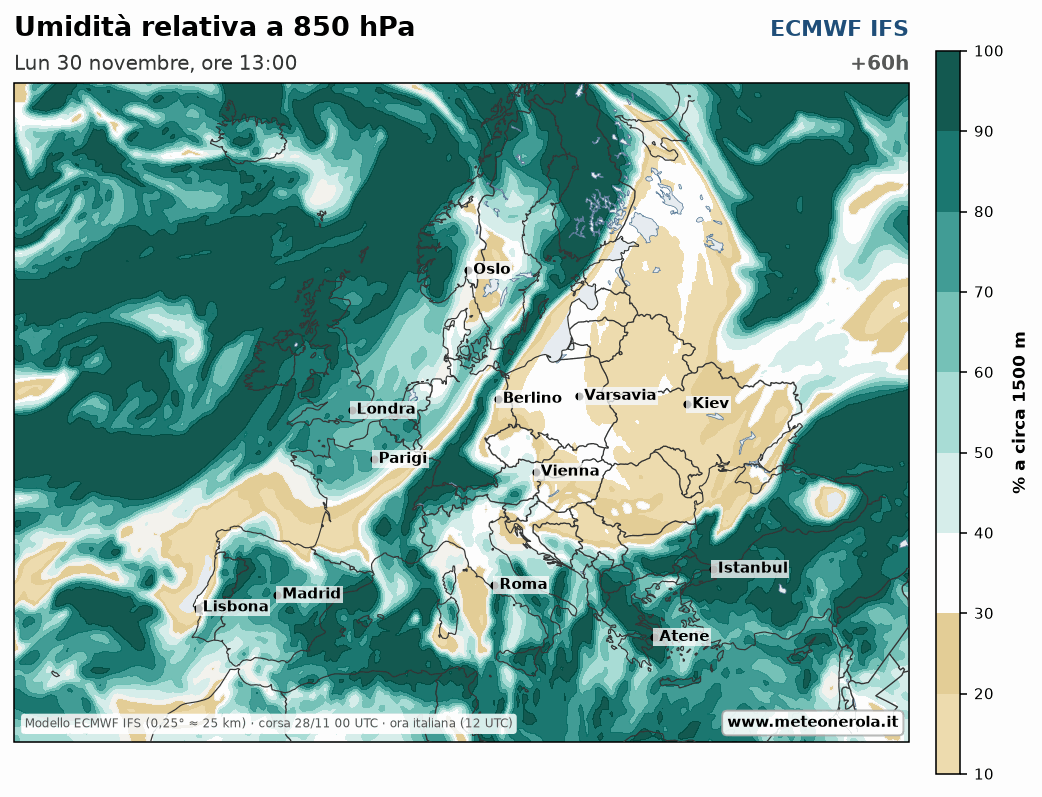 Umidità relativa a 850 hPa
ECMWF IFS
Lun 30 novembre, ore 13:00
+60h
100
90
80
70
60
50
40
30
20
10
% a circa 1500 m
Oslo
Londra
Berlino
Varsavia
Kiev
Parigi
Vienna
Istanbul
Roma
Madrid
Lisbona
Atene
Modello ECMWF IFS (0,25° ≈ 25 km) · corsa 28/11 00 UTC · ora italiana (12 UTC)
www.meteonerola.it